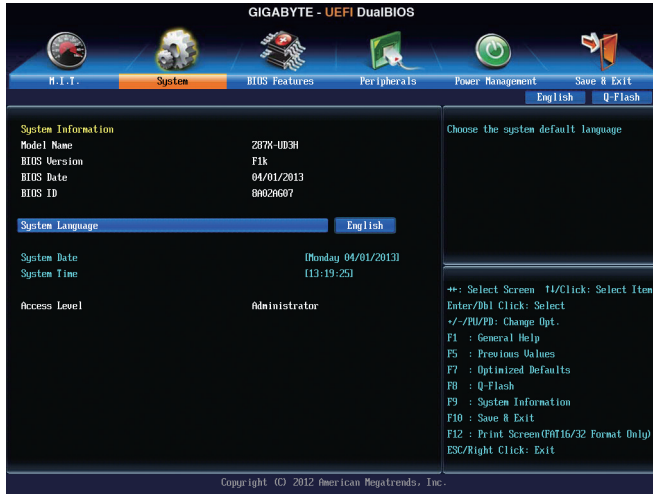 GIGABYTE - UEFI DualBIOS
M.I.T. System BIOS Features Peripherals Power Management Save & Exit
English Q-Flash
System Information
Model Name Z87X-UD3H
BIOS Version F1k
BIOS Date 04/01/2013
BIOS ID 8A02AG07
System Language English
System Date [Monday 04/01/2013]
System Time [13:19:25]
Access Level Administrator
Choose the system default language
→←: Select Screen ↑↓/Click: Select Item
Enter/Dbl Click: Select
+/-/PU/PD: Change Opt.
F1 : General Help
F5 : Previous Values
F7 : Optimized Defaults
F8 : Q-Flash
F9 : System Information
F10 : Save & Exit
F12 : Print Screen(FAT16/32 Format Only)
ESC/Right Click: Exit
Copyright (C) 2012 American Megatrends, Inc.